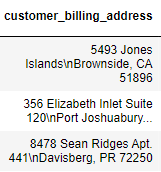 customer_billing_address
5493 Jones
Islands\nBrownside, CA
51896
356 Elizabeth Inlet Suite
120\nPort Joshuabury...
8478 Sean Ridges Apt.
441\nDavisberg, PR 72250